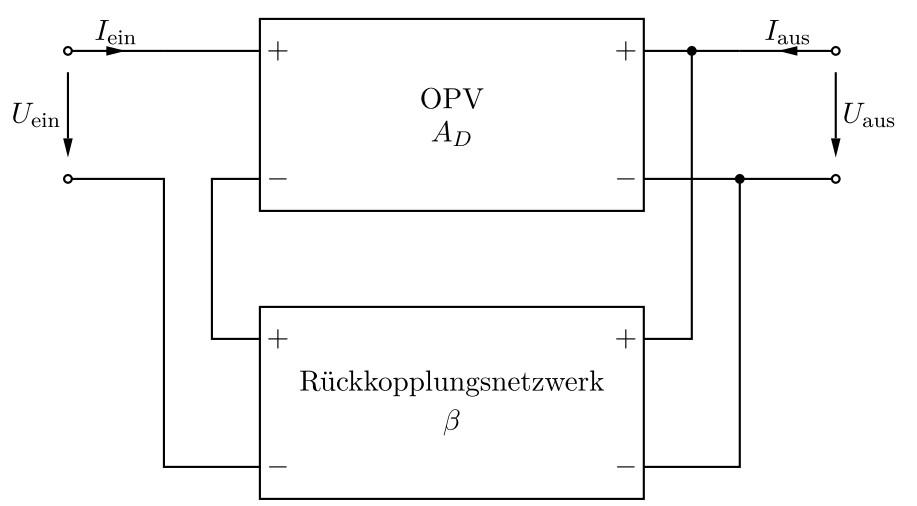 I_ein
I_aus
+
+
OPV
U_ein
U_aus
A_D
−
−
+
+
Rückkopplungsnetzwerk
β
−
−